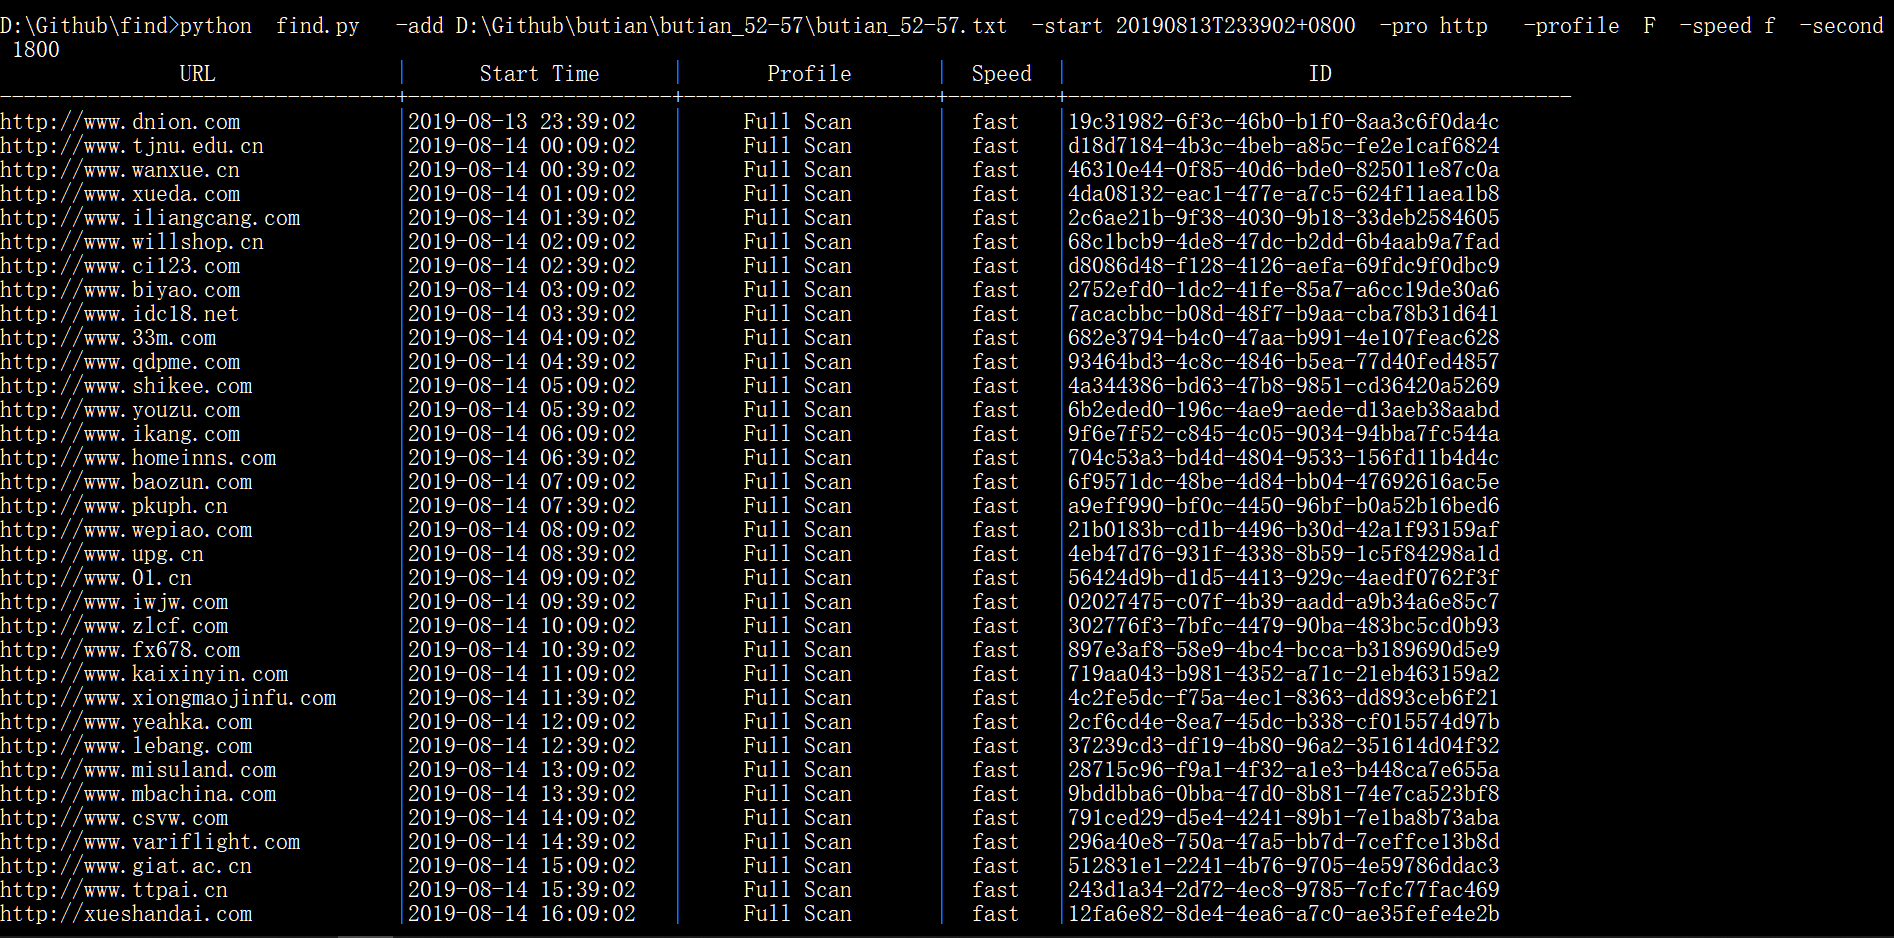 D:\Github\find>python  find.py   -add D:\Github\butian\butian_52-57\butian_52-57.txt  -start 20190813T233902+0800  -pro http   -profile  F  -speed f  -second
1800
URL | Start Time | Profile | Speed | ID
---------------------------------+----------------------+---------------------+---------+------------------------------------------
http://www.dnion.com |2019-08-13 23:39:02 | Full Scan | fast |19c31982-6f3c-46b0-b1f0-8aa3c6f0da4c
http://www.tjnu.edu.cn |2019-08-14 00:09:02 | Full Scan | fast |d18d7184-4b3c-4beb-a85c-fe2e1caf6824
http://www.wanxue.cn |2019-08-14 00:39:02 | Full Scan | fast |46310e44-0f85-40d6-bde0-825011e87c0a
http://www.xueda.com |2019-08-14 01:09:02 | Full Scan | fast |4da08132-eac1-477e-a7c5-624f11aea1b8
http://www.iliangcang.com |2019-08-14 01:39:02 | Full Scan | fast |2c6ae21b-9f38-4030-9b18-33deb2584605
http://www.willshop.cn |2019-08-14 02:09:02 | Full Scan | fast |68c1bcb9-4de8-47dc-b2dd-6b4aab9a7fad
http://www.ci123.com |2019-08-14 02:39:02 | Full Scan | fast |d8086d48-f128-4126-aefa-69fdc9f0dbc9
http://www.biyao.com |2019-08-14 03:09:02 | Full Scan | fast |2752efd0-1dc2-41fe-85a7-a6cc19de30a6
http://www.idc18.net |2019-08-14 03:39:02 | Full Scan | fast |7acacbbc-b08d-48f7-b9aa-cba78b31d641
http://www.33m.com |2019-08-14 04:09:02 | Full Scan | fast |682e3794-b4c0-47aa-b991-4e107feac628
http://www.qdpme.com |2019-08-14 04:39:02 | Full Scan | fast |93464bd3-4c8c-4846-b5ea-77d40fed4857
http://www.shikee.com |2019-08-14 05:09:02 | Full Scan | fast |4a344386-bd63-47b8-9851-cd36420a5269
http://www.youzu.com |2019-08-14 05:39:02 | Full Scan | fast |6b2eded0-196c-4ae9-aede-d13aeb38aabd
http://www.ikang.com |2019-08-14 06:09:02 | Full Scan | fast |9f6e7f52-c845-4c05-9034-94bba7fc544a
http://www.homeinns.com |2019-08-14 06:39:02 | Full Scan | fast |704c53a3-bd4d-4804-9533-156fd11b4d4c
http://www.baozun.com |2019-08-14 07:09:02 | Full Scan | fast |6f9571dc-48be-4d84-bb04-47692616ac5e
http://www.pkuph.cn |2019-08-14 07:39:02 | Full Scan | fast |a9eff990-bf0c-4450-96bf-b0a52b16bed6
http://www.wepiao.com |2019-08-14 08:09:02 | Full Scan | fast |21b0183b-cd1b-4496-b30d-42a1f93159af
http://www.upg.cn |2019-08-14 08:39:02 | Full Scan | fast |4eb47d76-931f-4338-8b59-1c5f84298a1d
http://www.01.cn |2019-08-14 09:09:02 | Full Scan | fast |56424d9b-d1d5-4413-929c-4aedf0762f3f
http://www.iwjw.com |2019-08-14 09:39:02 | Full Scan | fast |02027475-c07f-4b39-aadd-a9b34a6e85c7
http://www.zlcf.com |2019-08-14 10:09:02 | Full Scan | fast |302776f3-7bfc-4479-90ba-483bc5cd0b93
http://www.fx678.com |2019-08-14 10:39:02 | Full Scan | fast |897e3af8-58e9-4bc4-bcca-b3189690d5e9
http://www.kaixinyin.com |2019-08-14 11:09:02 | Full Scan | fast |719aa043-b981-4352-a71c-21eb463159a2
http://www.xiongmaojinfu.com |2019-08-14 11:39:02 | Full Scan | fast |4c2fe5dc-f75a-4ec1-8363-dd893ceb6f21
http://www.yeahka.com |2019-08-14 12:09:02 | Full Scan | fast |2cf6cd4e-8ea7-45dc-b338-cf015574d97b
http://www.lebang.com |2019-08-14 12:39:02 | Full Scan | fast |37239cd3-df19-4b80-96a2-351614d04f32
http://www.misuland.com |2019-08-14 13:09:02 | Full Scan | fast |28715c96-f9a1-4f32-a1e3-b448ca7e655a
http://www.mbachina.com |2019-08-14 13:39:02 | Full Scan | fast |9bddbba6-0bba-47d0-8b81-74e7ca523bf8
http://www.csvw.com |2019-08-14 14:09:02 | Full Scan | fast |791ced29-d5e4-4241-89b1-7e1ba8b73aba
http://www.variflight.com |2019-08-14 14:39:02 | Full Scan | fast |296a40e8-750a-47a5-bb7d-7ceffce13b8d
http://www.giat.ac.cn |2019-08-14 15:09:02 | Full Scan | fast |512831e1-2241-4b76-9705-4e59786ddac3
http://www.ttpai.cn |2019-08-14 15:39:02 | Full Scan | fast |243d1a34-2d72-4ec8-9785-7cfc77fac469
http://xueshandai.com |2019-08-14 16:09:02 | Full Scan | fast |12fa6e82-8de4-4ea6-a7c0-ae35fefe4e2b